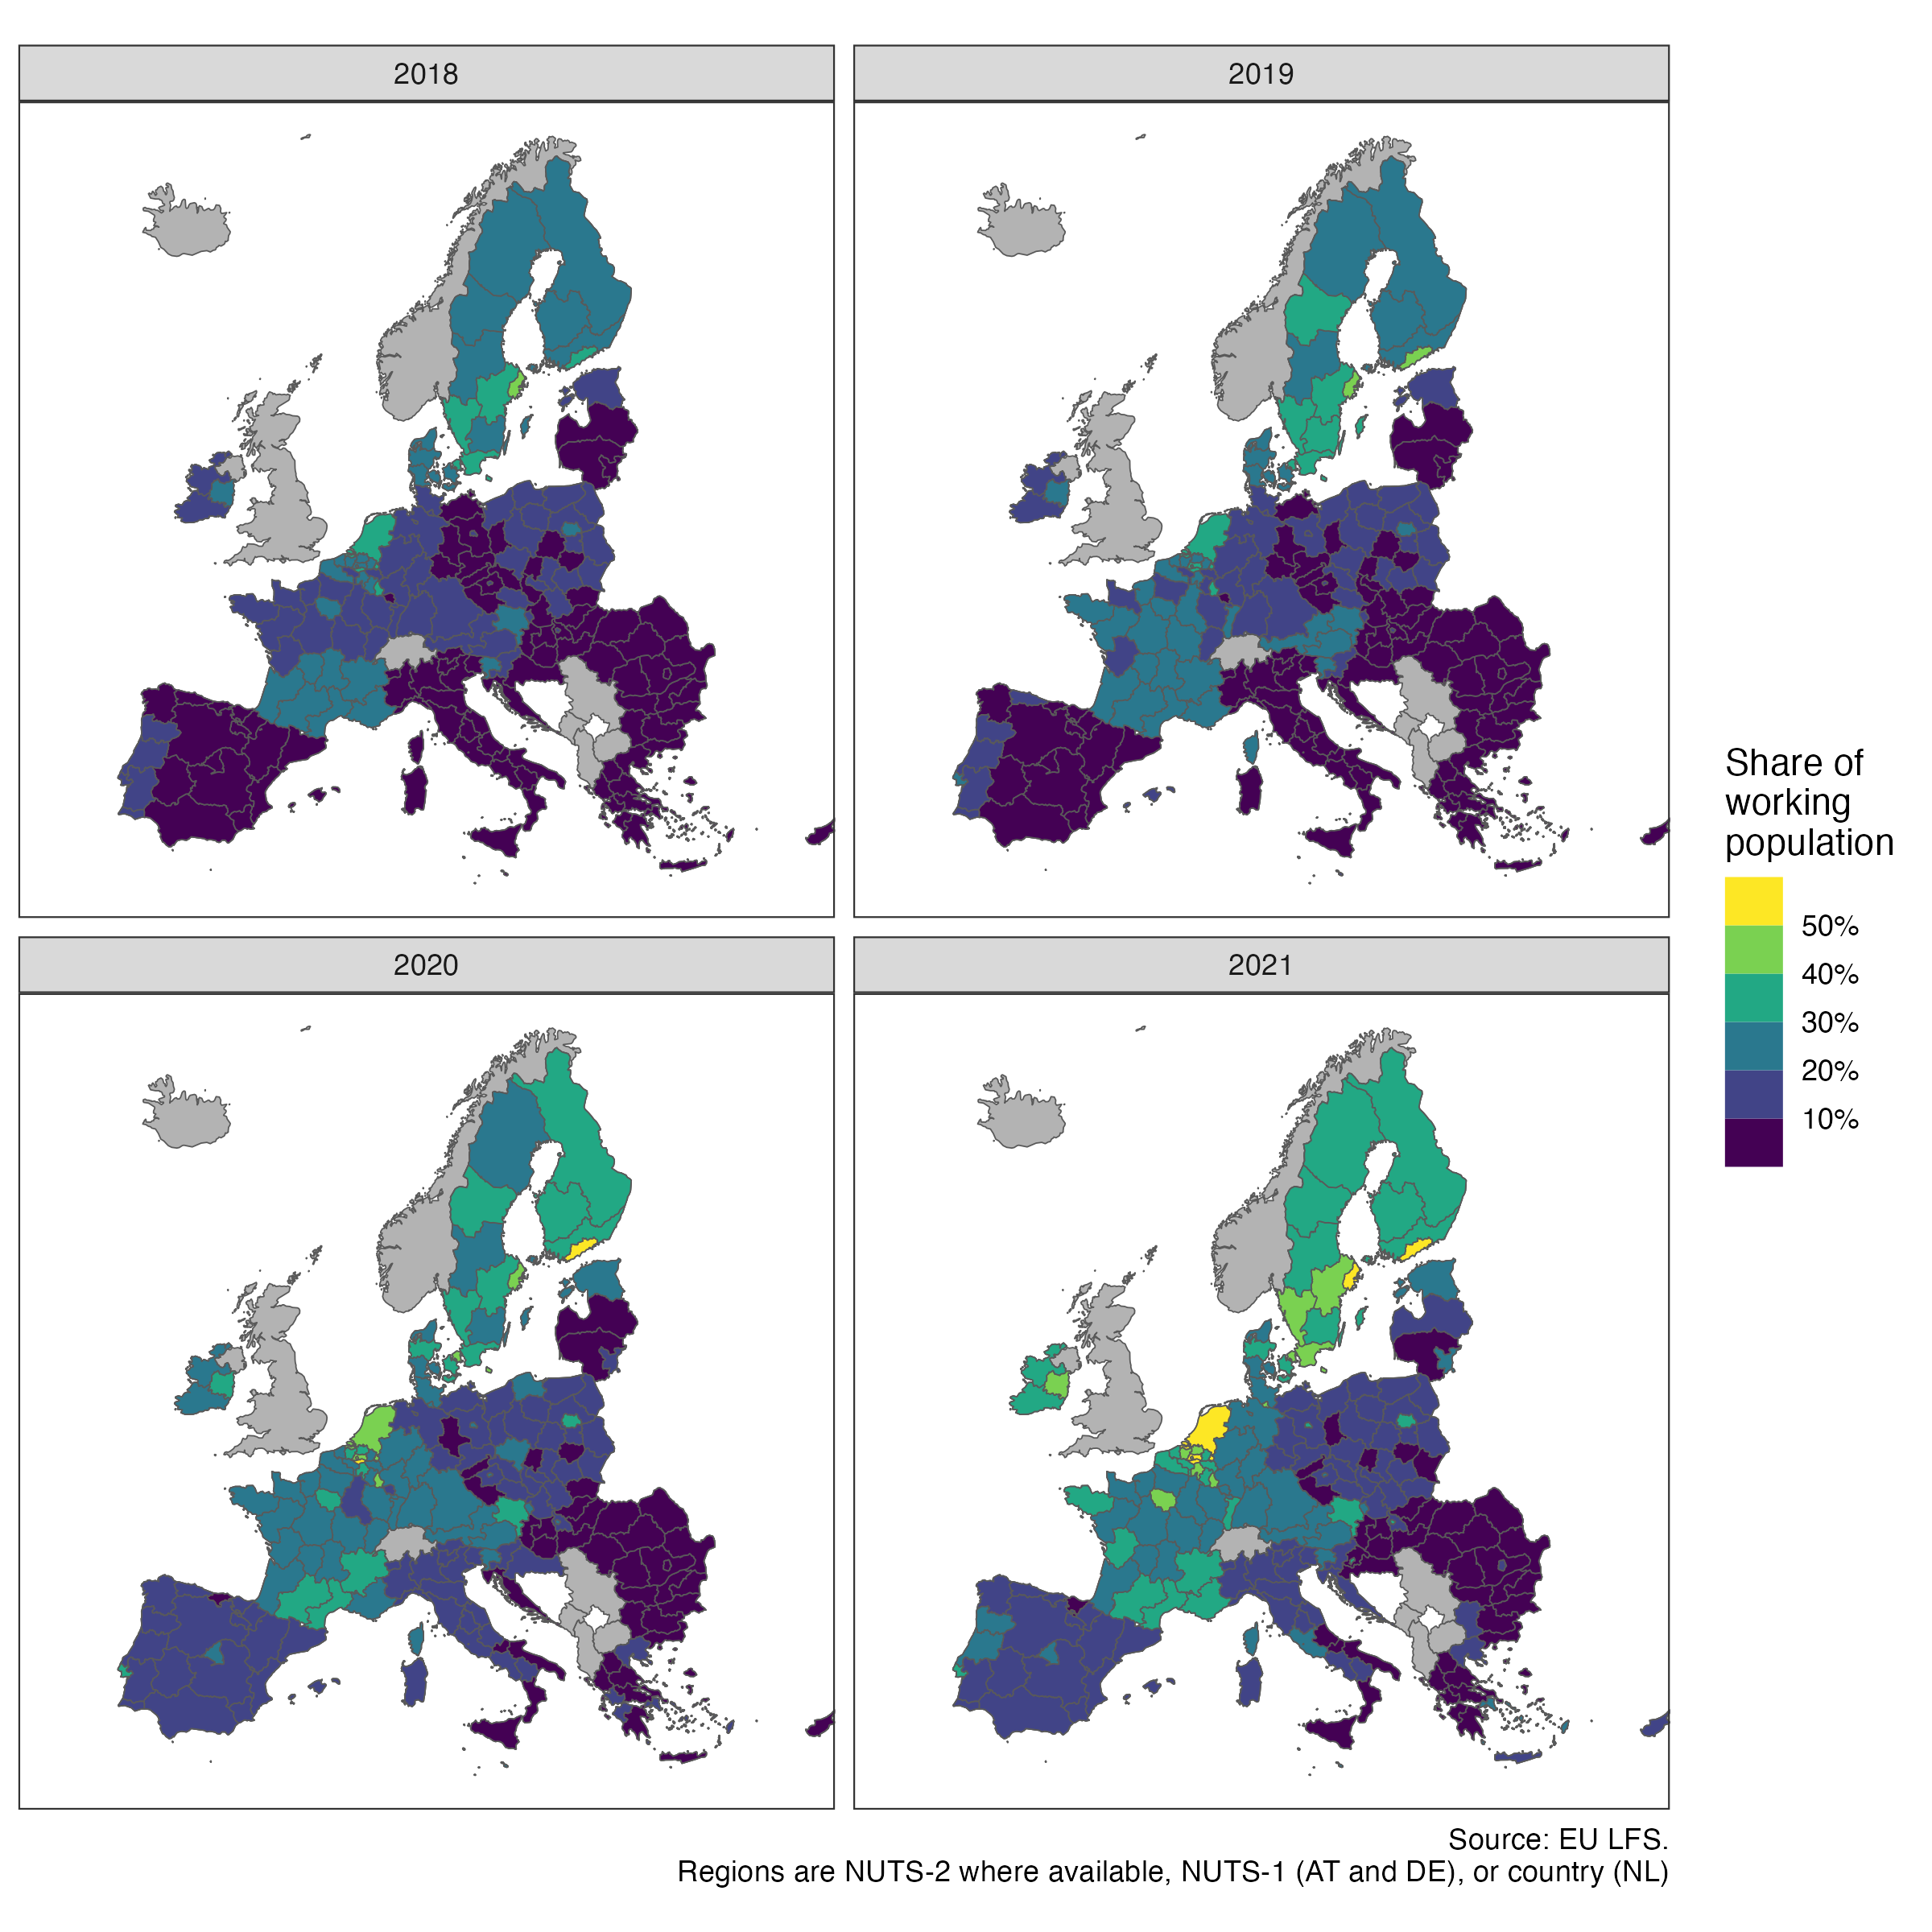 2018
2019
2020
2021
Share of
working
population
50%
40%
30%
20%
10%
Source: EU LFS.
Regions are NUTS-2 where available, NUTS-1 (AT and DE), or country (NL)